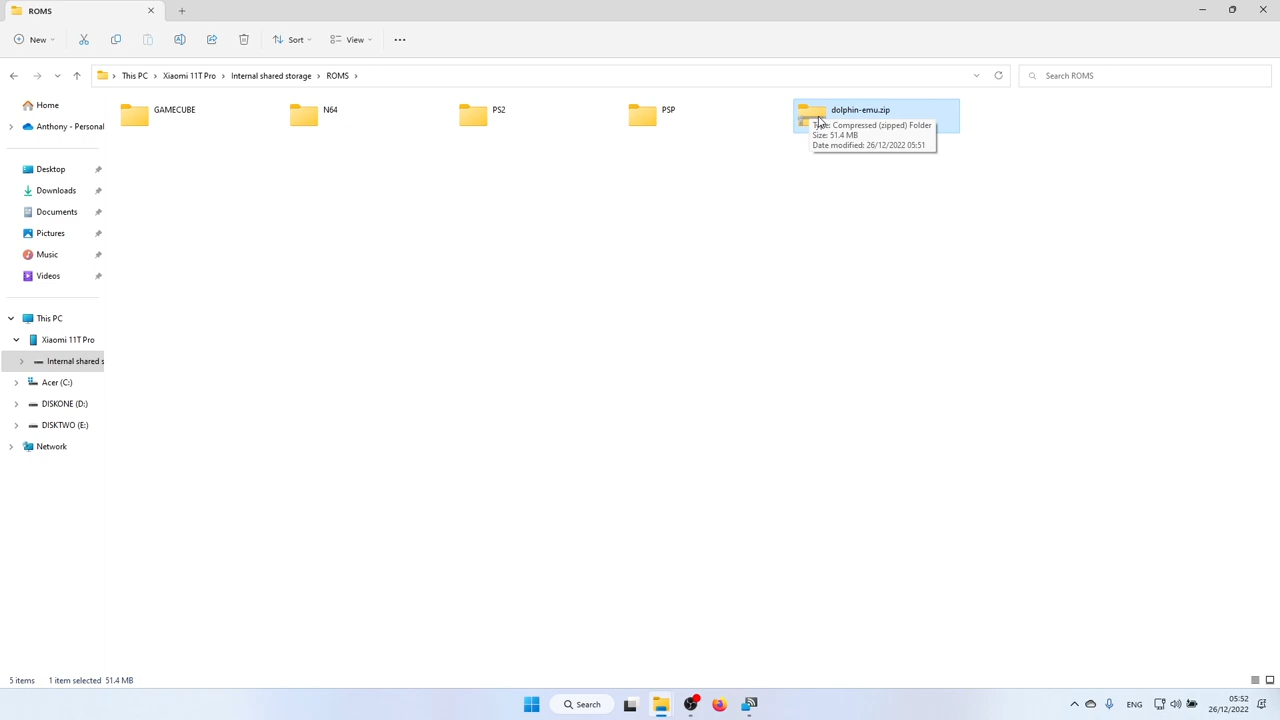 ROMS
New
Sort
View
This PC
Xiaomi 11T Pro
Internal shared storage
ROMS
Search ROMS
Home
Anthony - Personal
Desktop
Downloads
Documents
Pictures
Music
Videos
This PC
Xiaomi 11T Pro
Internal shared s
Acer (C:)
DISKONE (D:)
DISKTWO (E:)
Network
GAMECUBE
N64
PS2
PSP
dolphin-emu.zip
Type: Compressed (zipped) Folder
Size: 51.4 MB
Date modified: 26/12/2022 05:51
5 items 1 item selected 51.4 MB
Search
ENG
05:52
26/12/2022